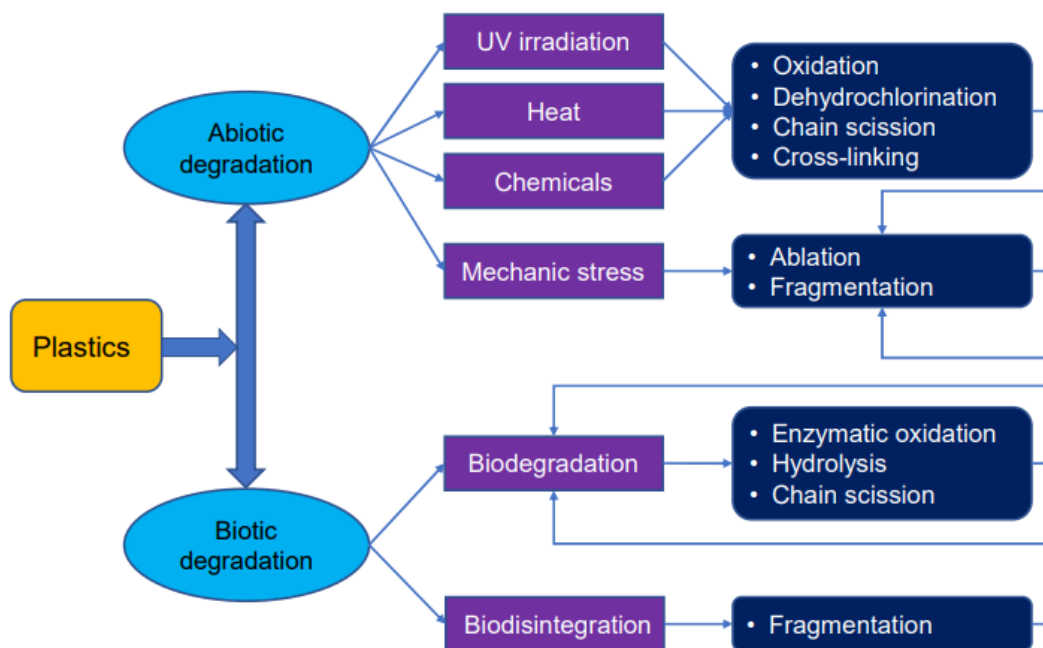 UV irradiation
• Oxidation
• Dehydrochlorination
• Chain scission
• Cross-linking
Heat
Abiotic
degradation
Chemicals
Mechanic stress
• Ablation
• Fragmentation
Plastics
Biodegradation
• Enzymatic oxidation
• Hydrolysis
• Chain scission
Biotic
degradation
Biodisintegration
• Fragmentation